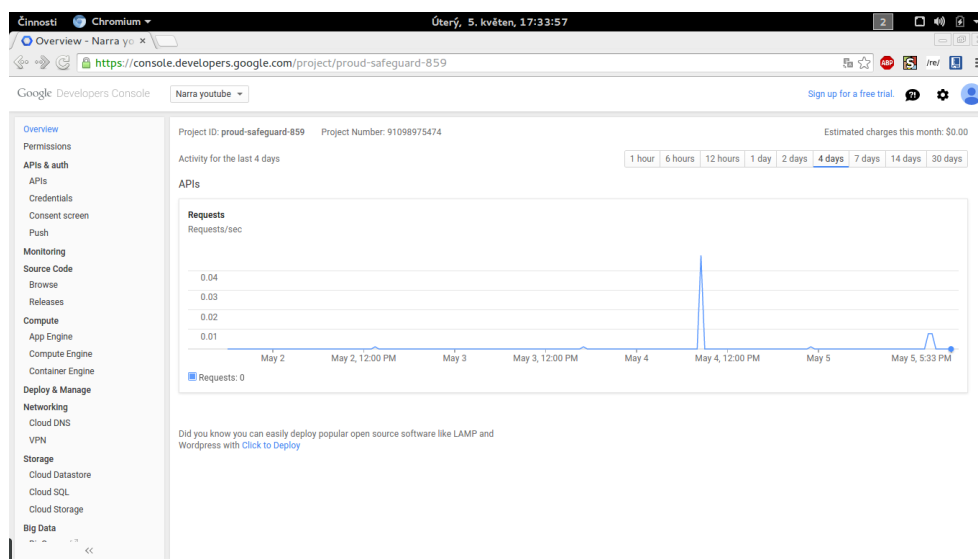 Činnosti Chromium Úterý, 5. květen, 17:33:57 2
Overview - Narra yo
https://console.developers.google.com/project/proud-safeguard-859 ABP S /re/
Google Developers Console Narra youtube Sign up for a free trial.
Overview
Permissions
APIs & auth
APIs
Credentials
Consent screen
Push
Monitoring
Source Code
Browse
Releases
Compute
App Engine
Compute Engine
Container Engine
Deploy & Manage
Networking
Cloud DNS
VPN
Storage
Cloud Datastore
Cloud SQL
Cloud Storage
Big Data
<<
Project ID: proud-safeguard-859 Project Number: 91098975474 Estimated charges this month: $0.00
Activity for the last 4 days 1 hour 6 hours 12 hours 1 day 2 days 4 days 7 days 14 days 30 days
APIs
Requests
Requests/sec
0.04
0.03
0.02
0.01
May 2 May 2, 12:00 PM May 3 May 3, 12:00 PM May 4 May 4, 12:00 PM May 5 May 5, 5:33 PM
Requests: 0
Did you know you can easily deploy popular open source software like LAMP and
Wordpress with Click to Deploy